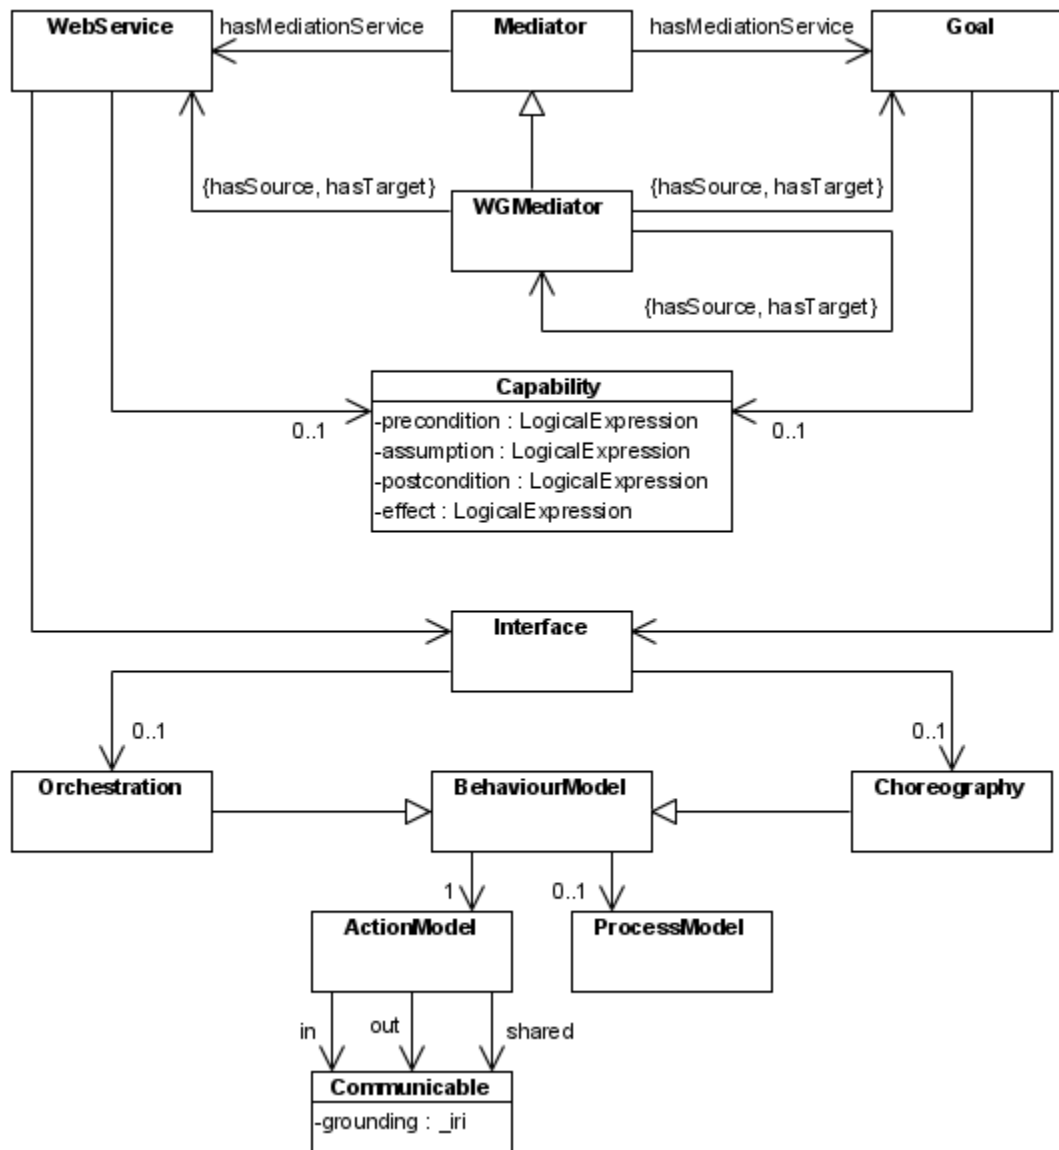 WebService
hasMediationService
Mediator
hasMediationService
Goal
{hasSource, hasTarget}
{hasSource, hasTarget}
WGMediator
{hasSource, hasTarget}
Capability
-precondition : LogicalExpression
-assumption : LogicalExpression
-postcondition : LogicalExpression
-effect : LogicalExpression
0..1
0..1
Interface
0..1
0..1
Orchestration
BehaviourModel
Choreography
1
0..1
ActionModel
ProcessModel
in
out
shared
Communicable
-grounding : _iri